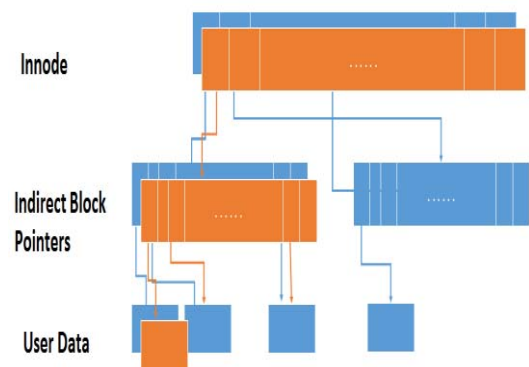 Innode
......
Indirect Block
Pointers
......
......
User Data